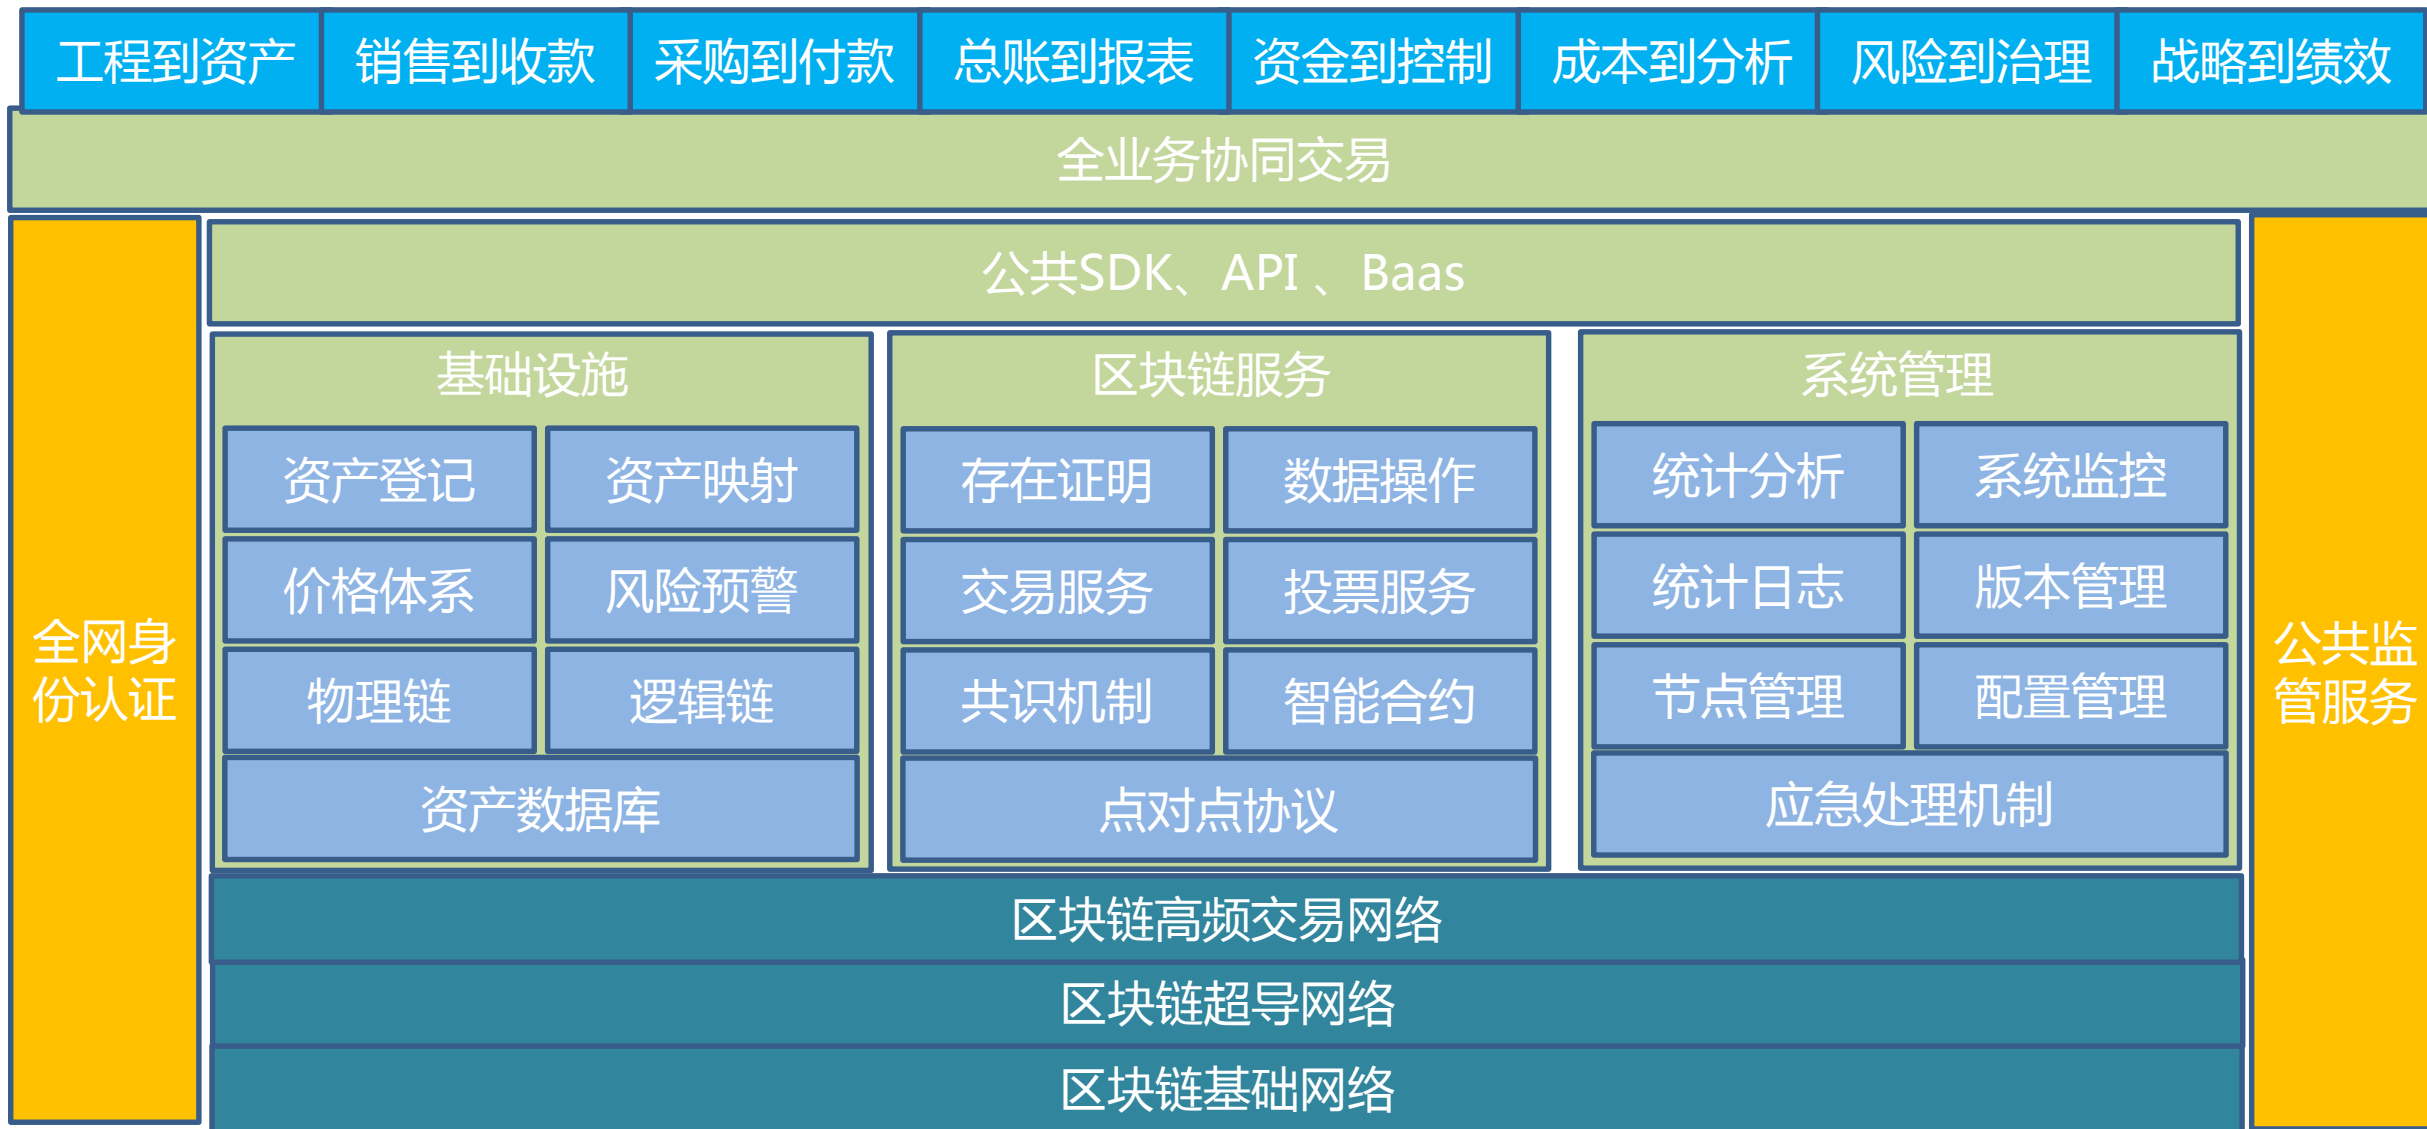 工程到资产
销售到收款
采购到付款
总账到报表
资金到控制
成本到分析
风险到治理
战略到绩效
全业务协同交易
全网身
份认证
公共SDK、API 、Baas
基础设施
资产登记
资产映射
价格体系
风险预警
物理链
逻辑链
资产数据库
区块链服务
存在证明
数据操作
交易服务
投票服务
共识机制
智能合约
点对点协议
系统管理
统计分析
系统监控
统计日志
版本管理
节点管理
配置管理
应急处理机制
公共监
管服务
区块链高频交易网络
区块链超导网络
区块链基础网络